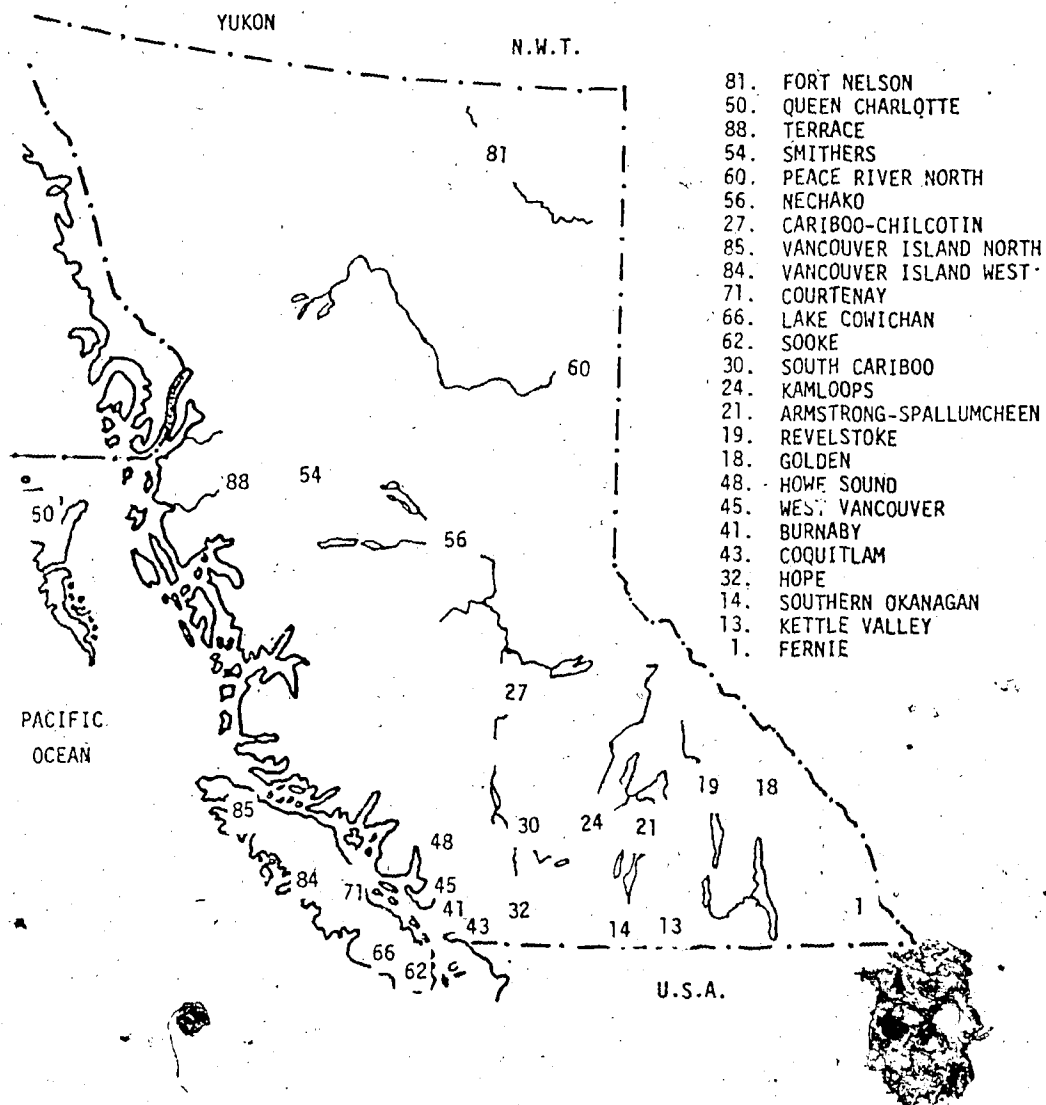 YUKON
N.W.T.
81. FORT NELSON
50. QUEEN CHARLOTTE
88. TERRACE
54. SMITHERS
60. PEACE RIVER NORTH
56. NECHAKO
27. CARIBOO-CHILCOTIN
85. VANCOUVER ISLAND NORTH
84. VANCOUVER ISLAND WEST
71. COURTENAY
66. LAKE COWICHAN
62. SOOKE
30. SOUTH CARIBOO
24. KAMLOOPS
21. ARMSTRONG-SPALLUMCHEEN
19. REVELSTOKE
18. GOLDEN
48. HOWE SOUND
45. WEST VANCOUVER
41. BURNABY
43. COQUITLAM
32. HOPE
14. SOUTHERN OKANAGAN
13. KETTLE VALLEY
1. FERNIE
81
60
54
88
50
56
27
PACIFIC
OCEAN
19
18
85
30
24
21
48
84
71
45
41
32
1
43
14
13
66
62
U.S.A.